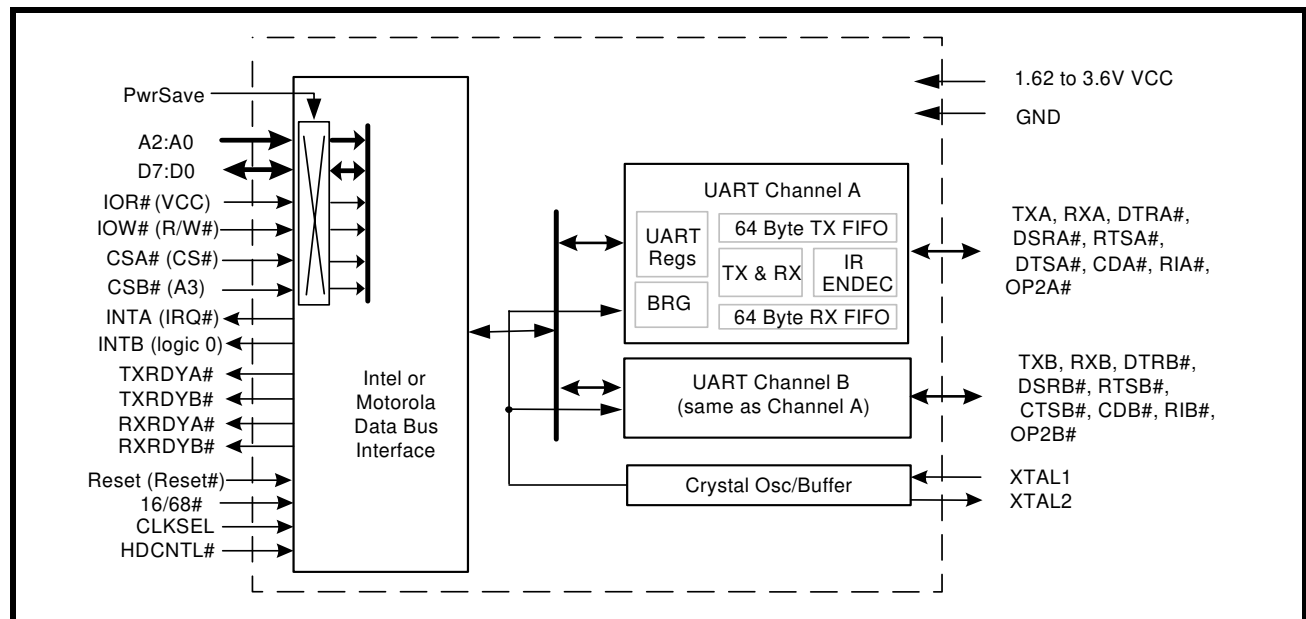 PwrSave
A2:A0
D7:D0
IOR# (VCC)
IOW# (R/W#)
CSA# (CS#)
CSB# (A3)
INTA (IRQ#)
INTB (logic 0)
TXRDYA#
TXRDYB#
RXRDYA#
RXRDYB#
Reset (Reset#)
16/68#
CLKSEL
HDCNTL#
Intel or
Motorola
Data Bus
Interface
UART Channel A
UART
Regs
BRG
64 Byte TX FIFO
TX & RX
IR
ENDEC
64 Byte RX FIFO
UART Channel B
(same as Channel A)
Crystal Osc/Buffer
1.62 to 3.6V VCC
GND
TXA, RXA, DTRA#,
DSRA#, RTSA#,
DTSA#, CDA#, RIA#,
OP2A#
TXB, RXB, DTRB#,
DSRB#, RTSB#,
CTSB#, CDB#, RIB#,
OP2B#
XTAL1
XTAL2